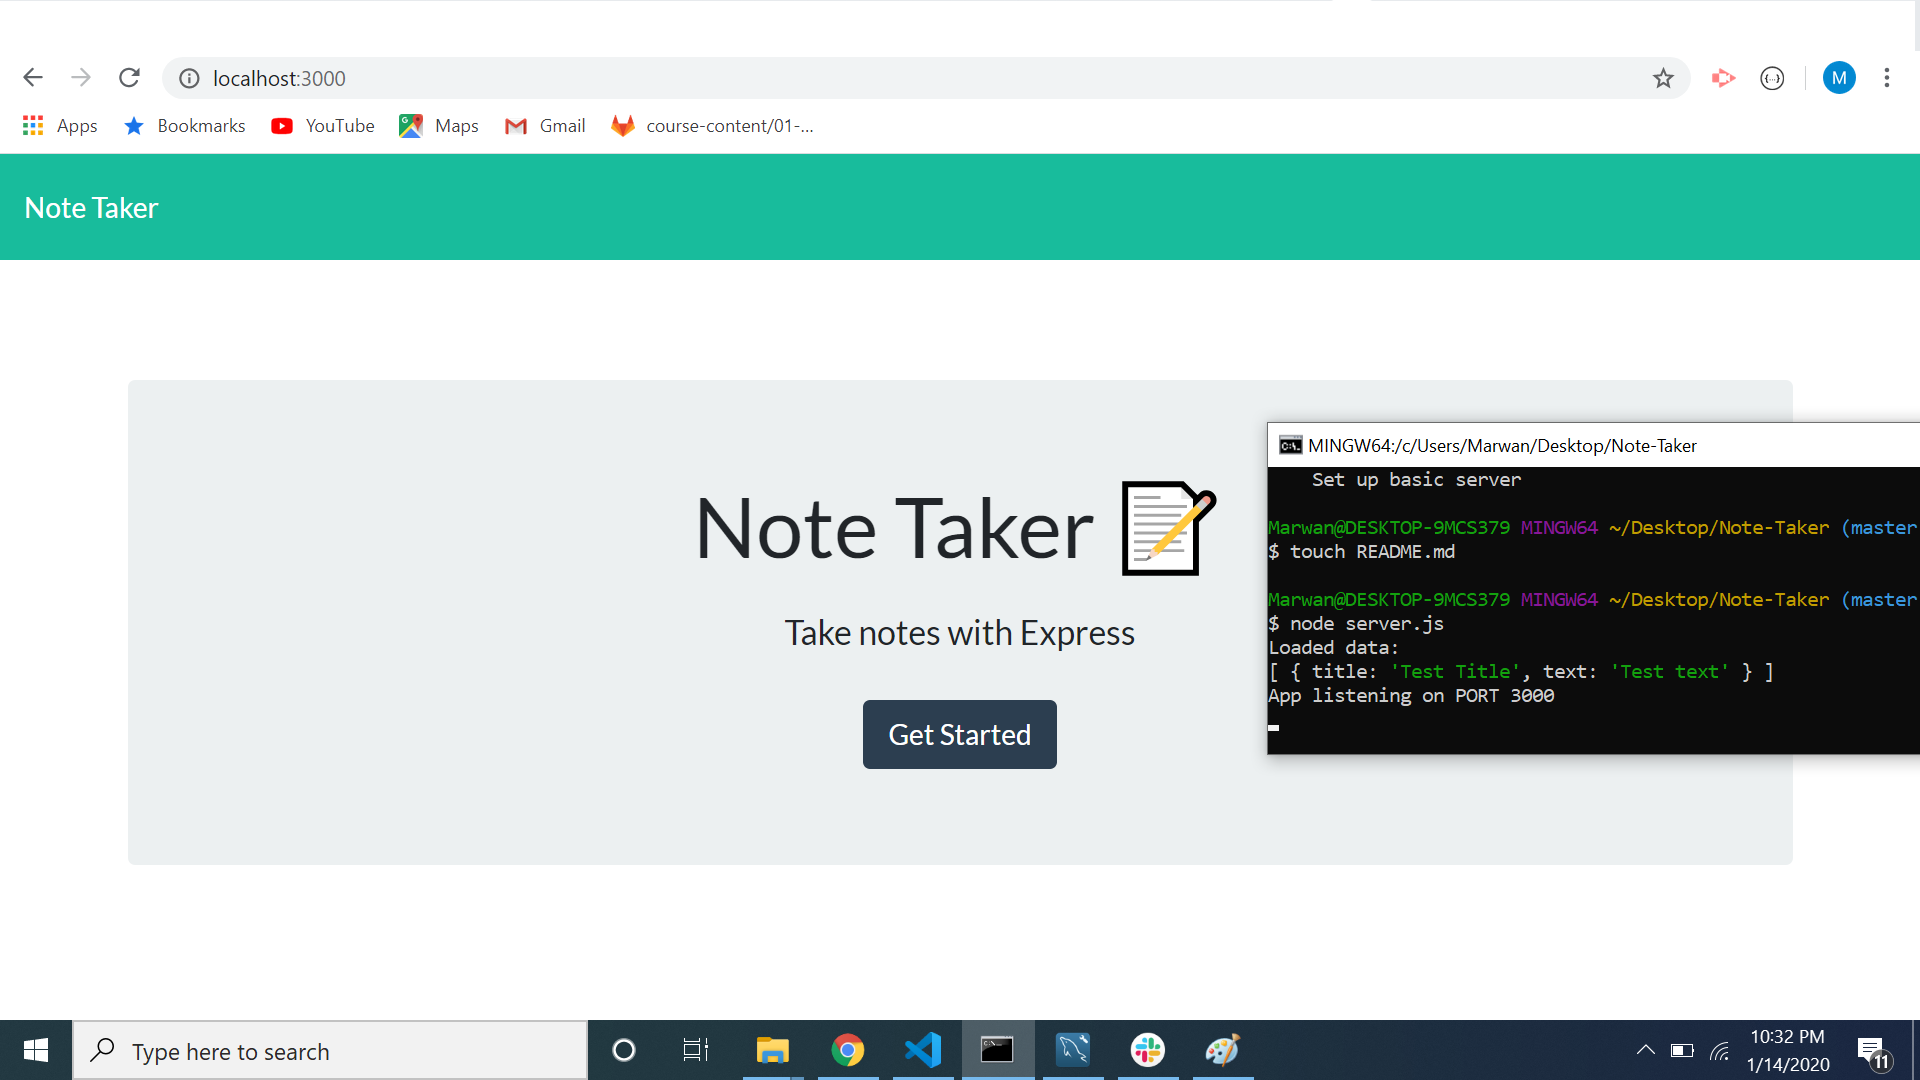 localhost:3000
M
Apps Bookmarks YouTube Maps Gmail course-content/01-...
Note Taker
Note Taker
Take notes with Express
Get Started
MINGW64:/c/Users/Marwan/Desktop/Note-Taker
Set up basic server
Marwan@DESKTOP-9MCS379 MINGW64 ~/Desktop/Note-Taker (master
$ touch README.md
Marwan@DESKTOP-9MCS379 MINGW64 ~/Desktop/Note-Taker (master
$ node server.js
Loaded data:
[ { title: 'Test Title', text: 'Test text' } ]
App listening on PORT 3000
Type here to search
10:32 PM
1/14/2020
11